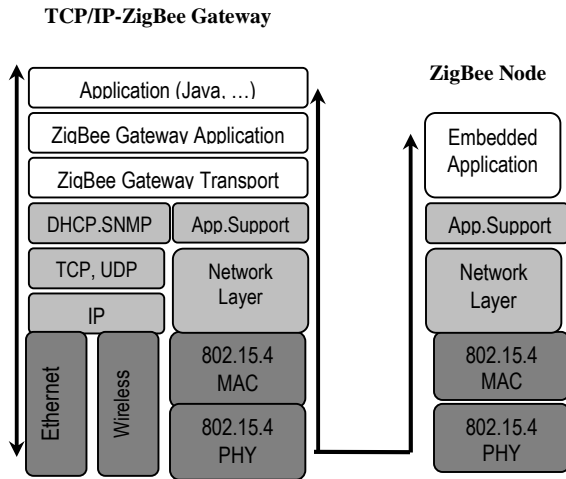 TCP/IP-ZigBee Gateway
Application (Java, ...)
ZigBee Gateway Application
ZigBee Gateway Transport
DHCP.SNMP
App.Support
TCP, UDP
Network
Layer
IP
Ethernet
Wireless
802.15.4
MAC
802.15.4
PHY
ZigBee Node
Embedded
Application
App.Support
Network
Layer
802.15.4
MAC
802.15.4
PHY